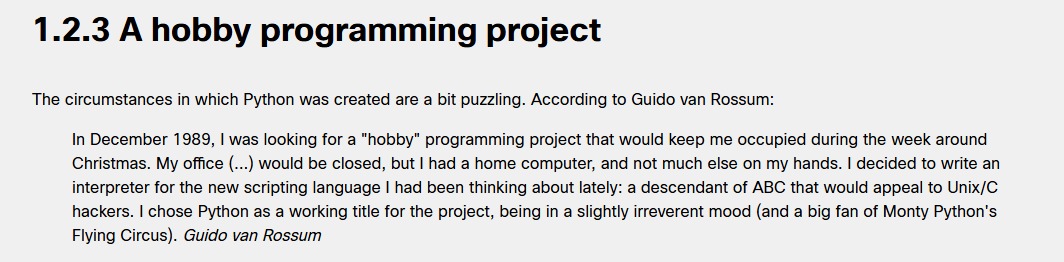 1.2.3 A hobby programming project
The circumstances in which Python was created are a bit puzzling. According to Guido van Rossum:
In December 1989, I was looking for a "hobby" programming project that would keep me occupied during the week around
Christmas. My office (...) would be closed, but I had a home computer, and not much else on my hands. I decided to write an
interpreter for the new scripting language I had been thinking about lately: a descendant of ABC that would appeal to Unix/C
hackers. I chose Python as a working title for the project, being in a slightly irreverent mood (and a big fan of Monty Python's
Flying Circus). Guido van Rossum